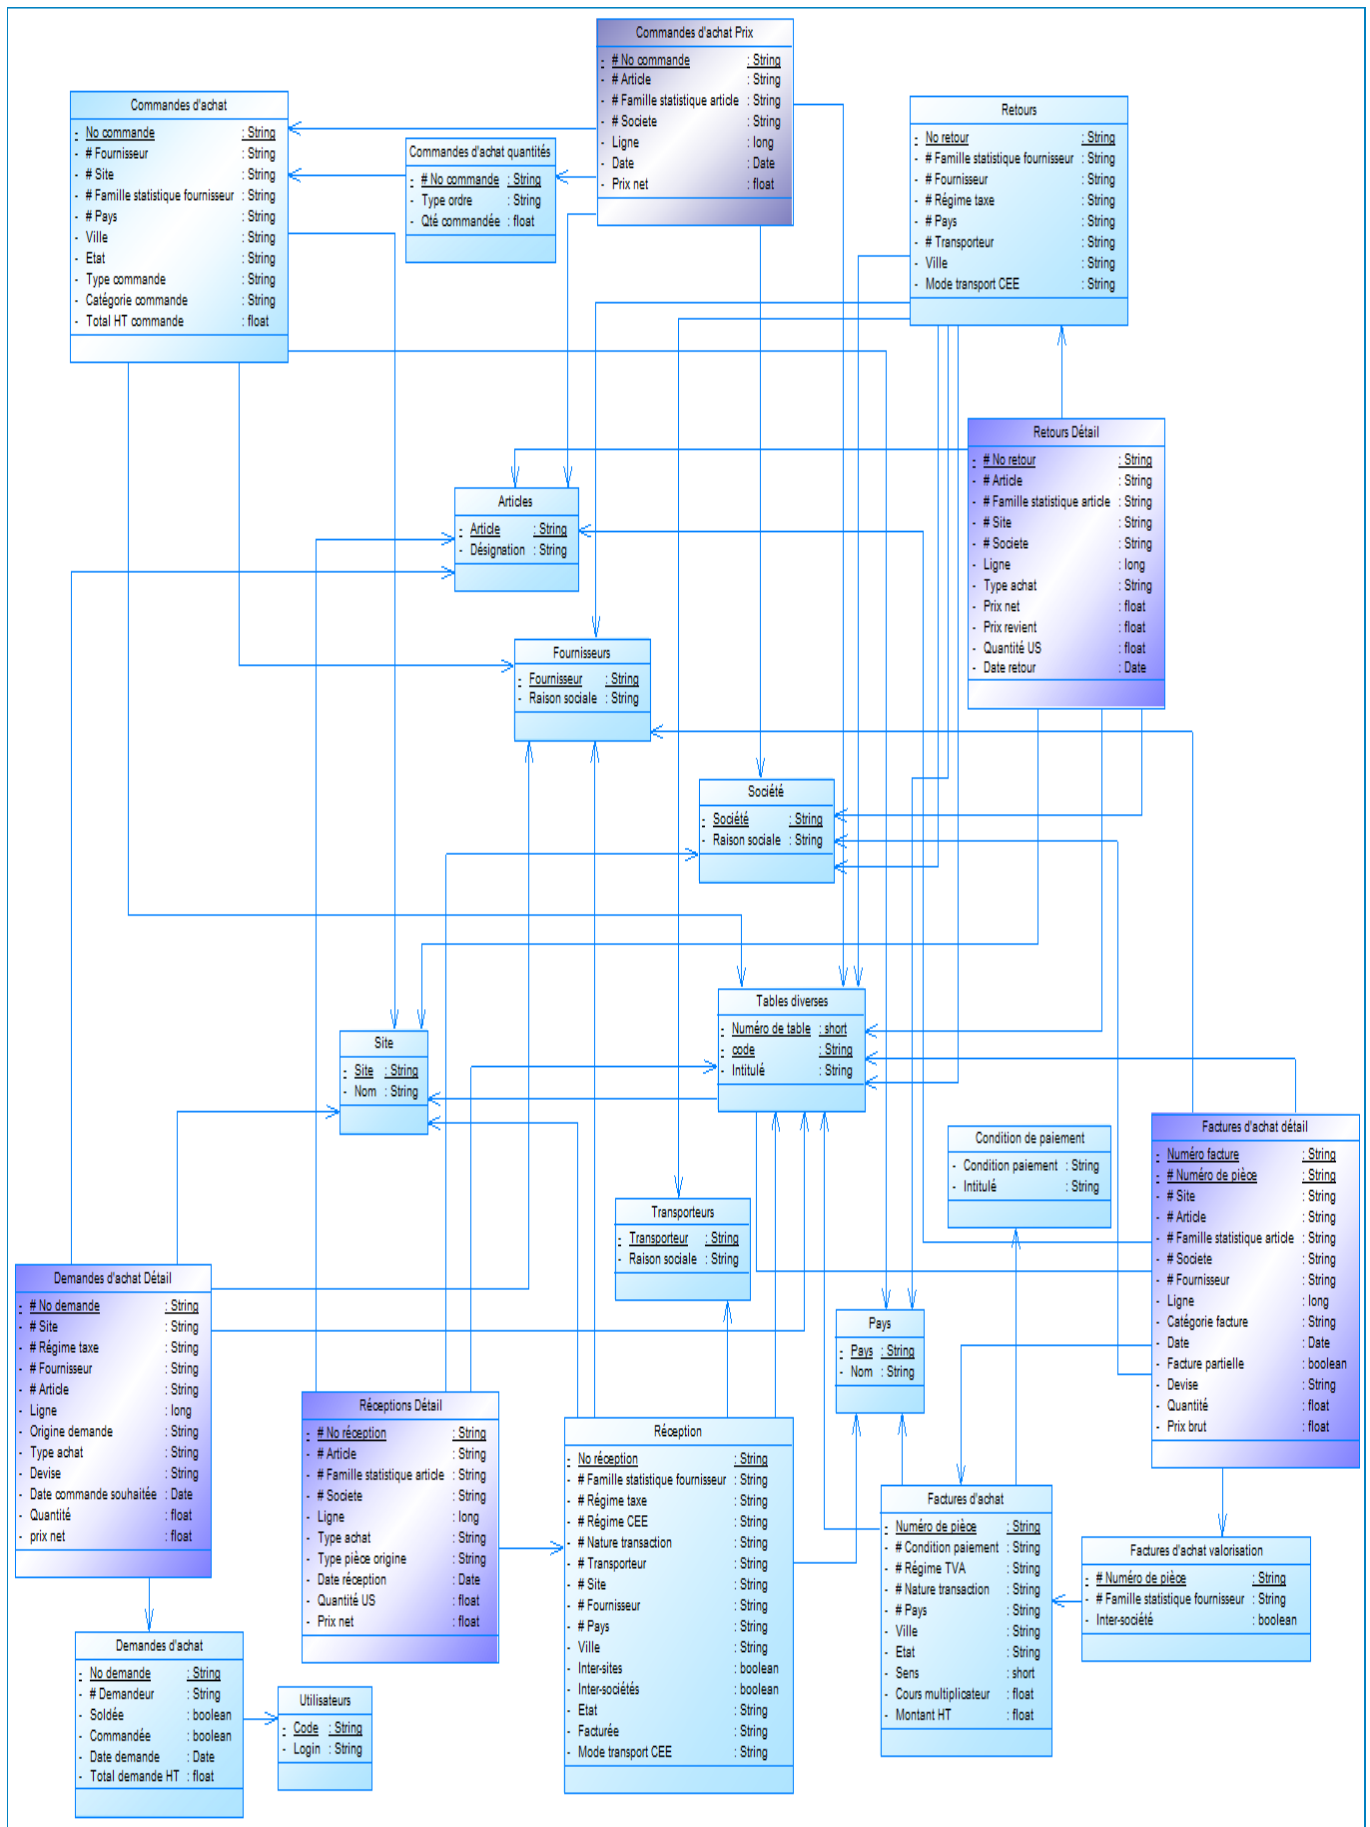 Commandes d'achat Prix
- # No commande : String
- # Article : String
- # Famille statistique article : String
- # Societe : String
- Ligne : long
- Date : Date
- Prix net : float
Commandes d'achat
- No commande : String
- # Fournisseur : String
- # Site : String
- # Famille statistique fournisseur : String
- # Pays : String
- Ville : String
- Etat : String
- Type commande : String
- Catégorie commande : String
- Total HT commande : float
Commandes d'achat quantités
- # No commande : String
- Type ordre : String
- Qté commandée : float
Retours
- No retour : String
- # Famille statistique fournisseur : String
- # Fournisseur : String
- # Régime taxe : String
- # Pays : String
- # Transporteur : String
- Ville : String
- Mode transport CEE : String
Retours Détail
- # No retour : String
- # Article : String
- # Famille statistique article : String
- # Site : String
- # Societe : String
- Ligne : long
- Type achat : String
- Prix net : float
- Prix revient : float
- Quantité US : float
- Date retour : Date
Articles
- Article : String
- Désignation : String
Fournisseurs
- Fournisseur : String
- Raison sociale : String
Société
- Société : String
- Raison sociale : String
Tables diverses
- Numéro de table : short
- code : String
- Intitulé : String
Site
- Site : String
- Nom : String
Condition de paiement
- Condition paiement : String
- Intitulé : String
Factures d'achat détail
- Numéro facture : String
- # Numéro de pièce : String
- # Site : String
- # Article : String
- # Famille statistique article : String
- # Societe : String
- # Fournisseur : String
- Ligne : long
- Catégorie facture : String
- Date : Date
- Facture partielle : boolean
- Devise : String
- Quantité : float
- Prix brut : float
Transporteurs
- Transporteur : String
- Raison sociale : String
Demandes d'achat Détail
- # No demande : String
- # Site : String
- # Régime taxe : String
- # Fournisseur : String
- # Article : String
- Ligne : long
- Origine demande : String
- Type achat : String
- Devise : String
- Date commande souhaitée : Date
- Quantité : float
- prix net : float
Pays
- Pays : String
- Nom : String
Réceptions Détail
- # No réception : String
- # Article : String
- # Famille statistique article : String
- # Societe : String
- Ligne : long
- Type achat : String
- Type pièce origine : String
- Date réception : Date
- Quantité US : float
- Prix net : float
Réception
- No réception : String
- # Famille statistique fournisseur : String
- # Régime taxe : String
- # Régime CEE : String
- # Nature transaction : String
- # Transporteur : String
- # Site : String
- # Fournisseur : String
- # Pays : String
- Ville : String
- Inter-sites : boolean
- Inter-sociétés : boolean
- Etat : String
- Facturée : String
- Mode transport CEE : String
Factures d'achat
- Numéro de pièce : String
- # Condition paiement : String
- # Régime TVA : String
- # Nature transaction : String
- # Pays : String
- Ville : String
- Etat : String
- Sens : short
- Cours multiplicateur : float
- Montant HT : float
Factures d'achat valorisation
- # Numéro de pièce : String
- # Famille statistique fournisseur : String
- Inter-société : boolean
Demandes d'achat
- No demande : String
- # Demandeur : String
- Soldée : boolean
- Commandée : boolean
- Date demande : Date
- Total demande HT : float
Utilisateurs
- Code : String
- Login : String